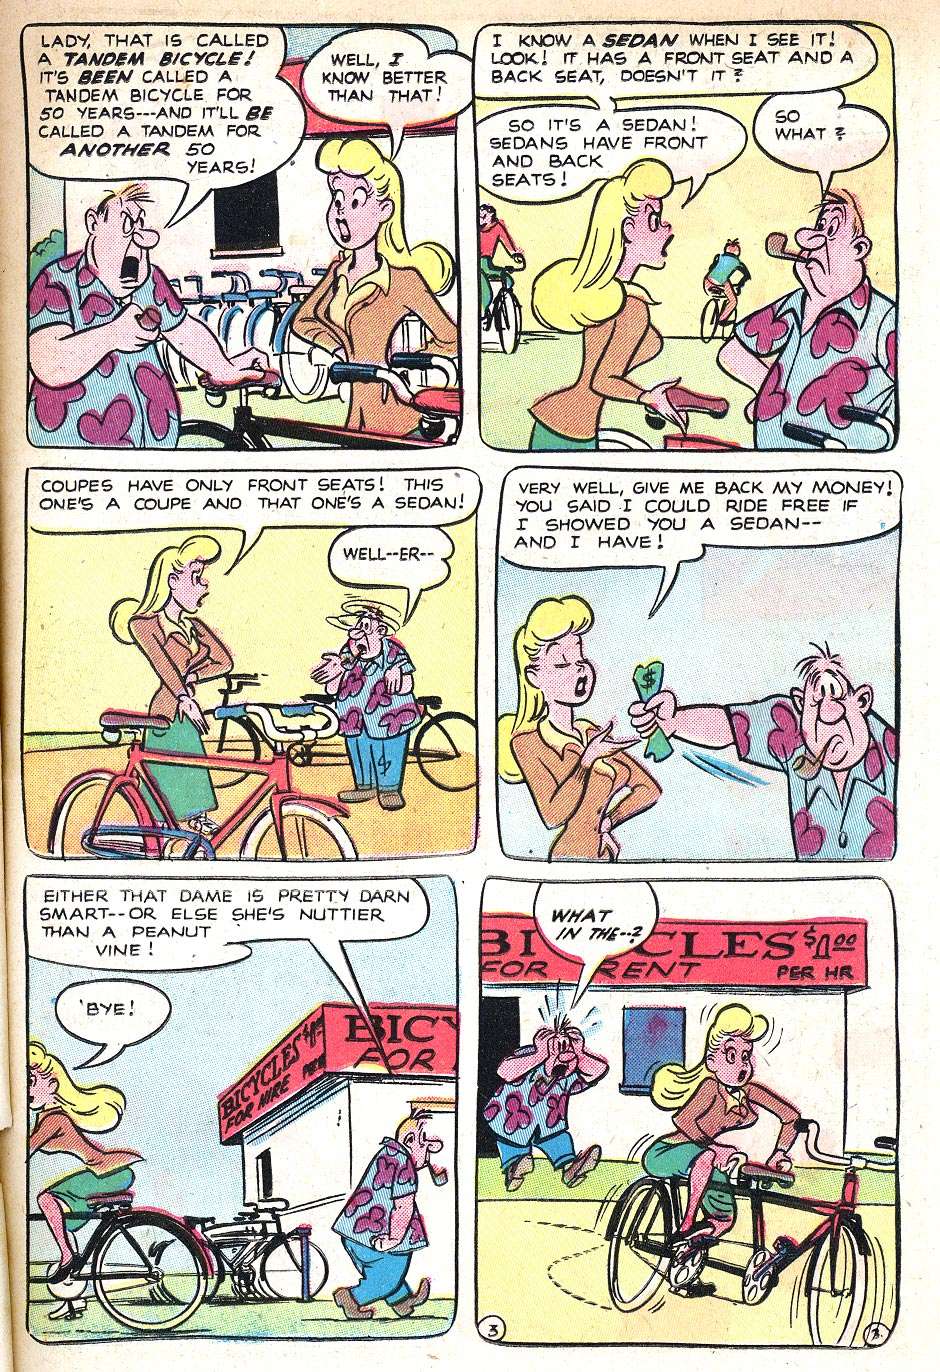 LADY, THAT IS CALLED
A TANDEM BICYCLE!
IT'S BEEN CALLED A
TANDEM BICYCLE FOR
50 YEARS---AND IT'LL BE
CALLED A TANDEM FOR
ANOTHER 50
YEARS!
WELL, I
KNOW BETTER
THAN THAT!
I KNOW A SEDAN WHEN I SEE IT!
LOOK! IT HAS A FRONT SEAT AND A
BACK SEAT, DOESN'T IT?
SO
WHAT?
SO IT'S A SEDAN!
SEDANS HAVE FRONT
AND BACK
SEATS!
COUPES HAVE ONLY FRONT SEATS! THIS
ONE'S A COUPE AND THAT ONE'S A SEDAN!
WELL--ER--
VERY WELL, GIVE ME BACK MY MONEY!
YOU SAID I COULD RIDE FREE IF
I SHOWED YOU A SEDAN--
AND I HAVE!
$
EITHER THAT DAME IS PRETTY DARN
SMART--OR ELSE SHE'S NUTTIER
THAN A PEANUT
VINE!
'BYE!
BICYCLES $1.00
FOR HIRE PER
BICY
FOR
WHAT
IN THE--?
BICYCLES $1.00
FOR RENT PER HR
3
3